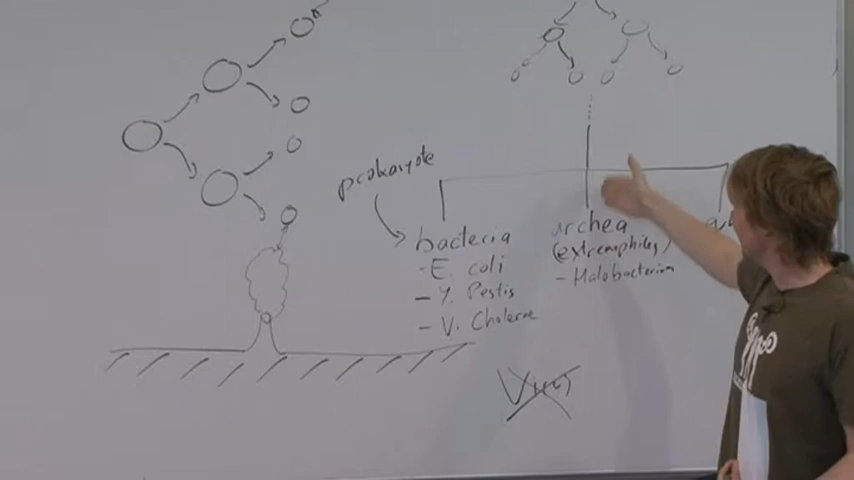 prokaryote
bacteria
- E. coli
- Y. Pestis
- V. Cholerae
archea
(extremophiles)
- Halobacterium
Virus